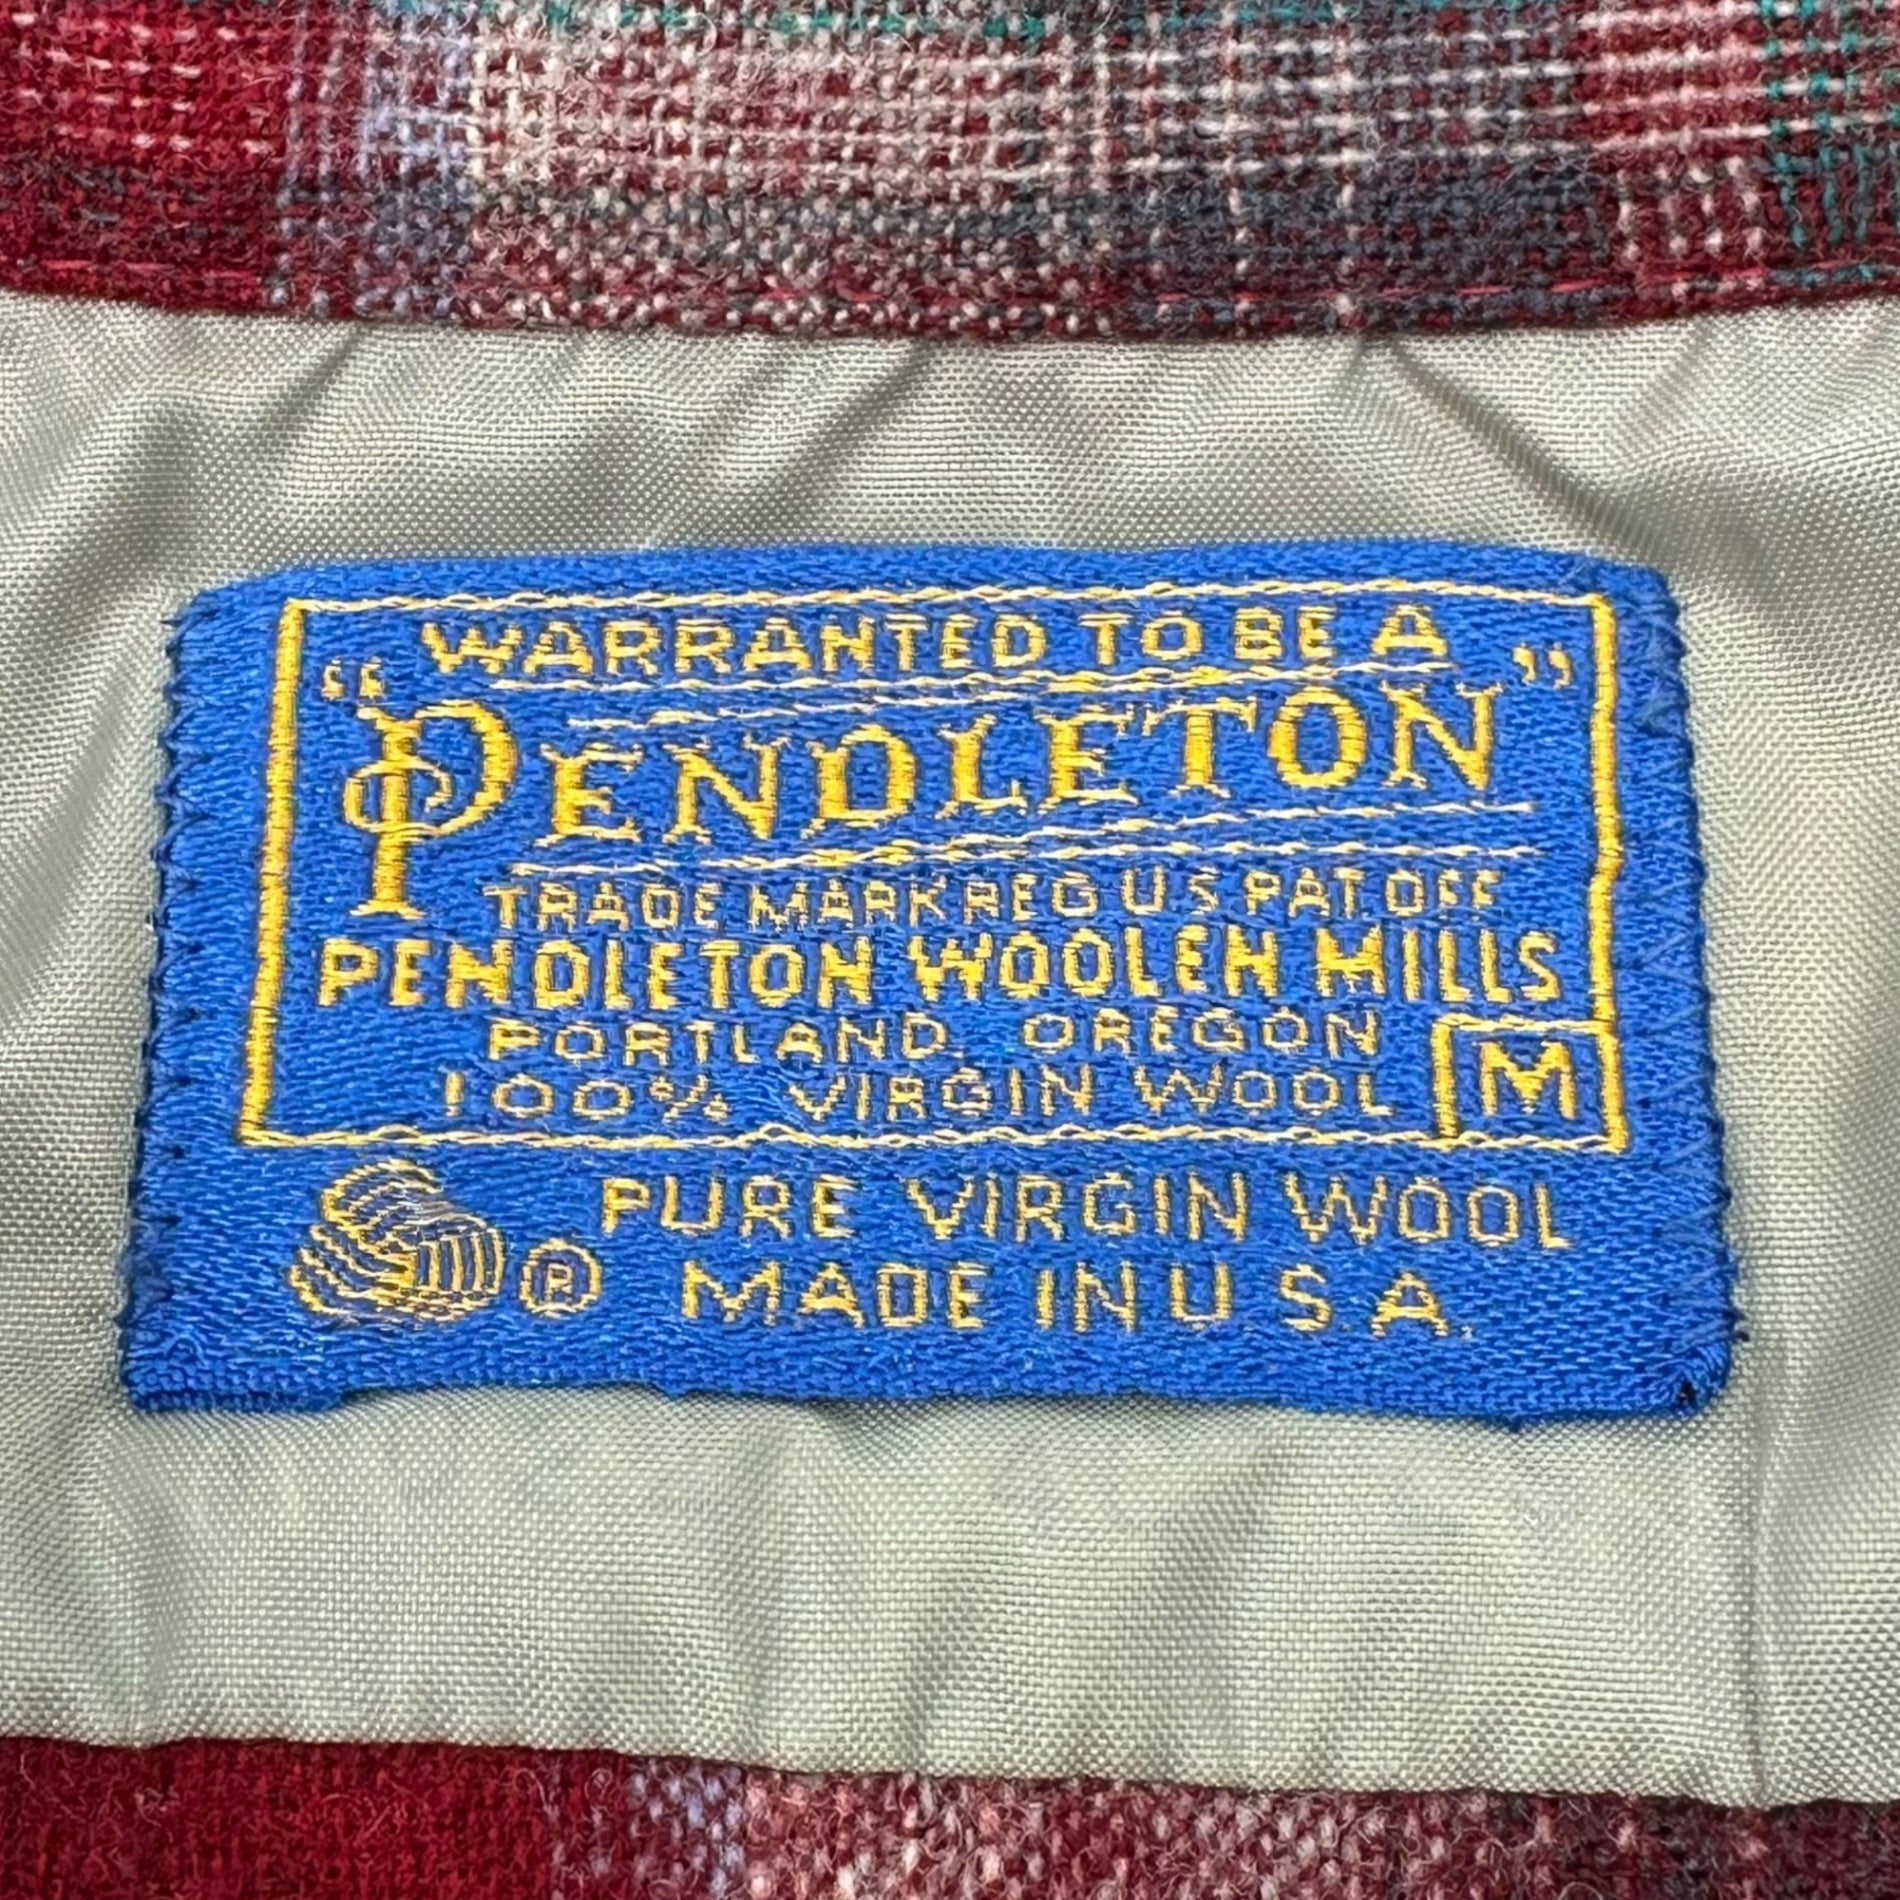 WARRANTED TO BE A
"PENDLETON"
TRADE MARK REG U S PAT. OFF
PENDLETON WOOLEN MILLS
PORTLAND, OREGON
100% VIRGIN WOOL M
PURE VIRGIN WOOL
® MADE IN U.S.A.